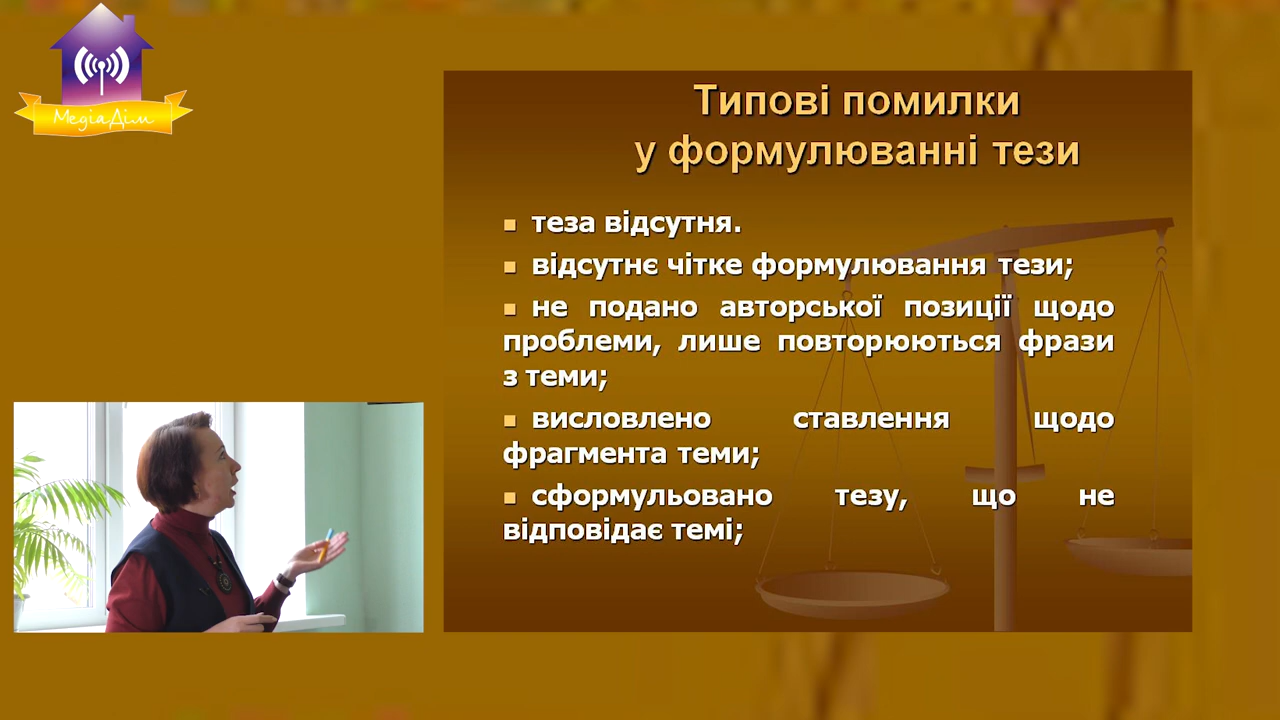 МедіаДім
Типові помилки
у формулюванні тези
теза відсутня.
відсутнє чітке формулювання тези;
не подано авторської позиції щодо
проблеми, лише повторюються фрази
з теми;
висловлено ставлення щодо
фрагмента теми;
сформульовано тезу, що не
відповідає темі;